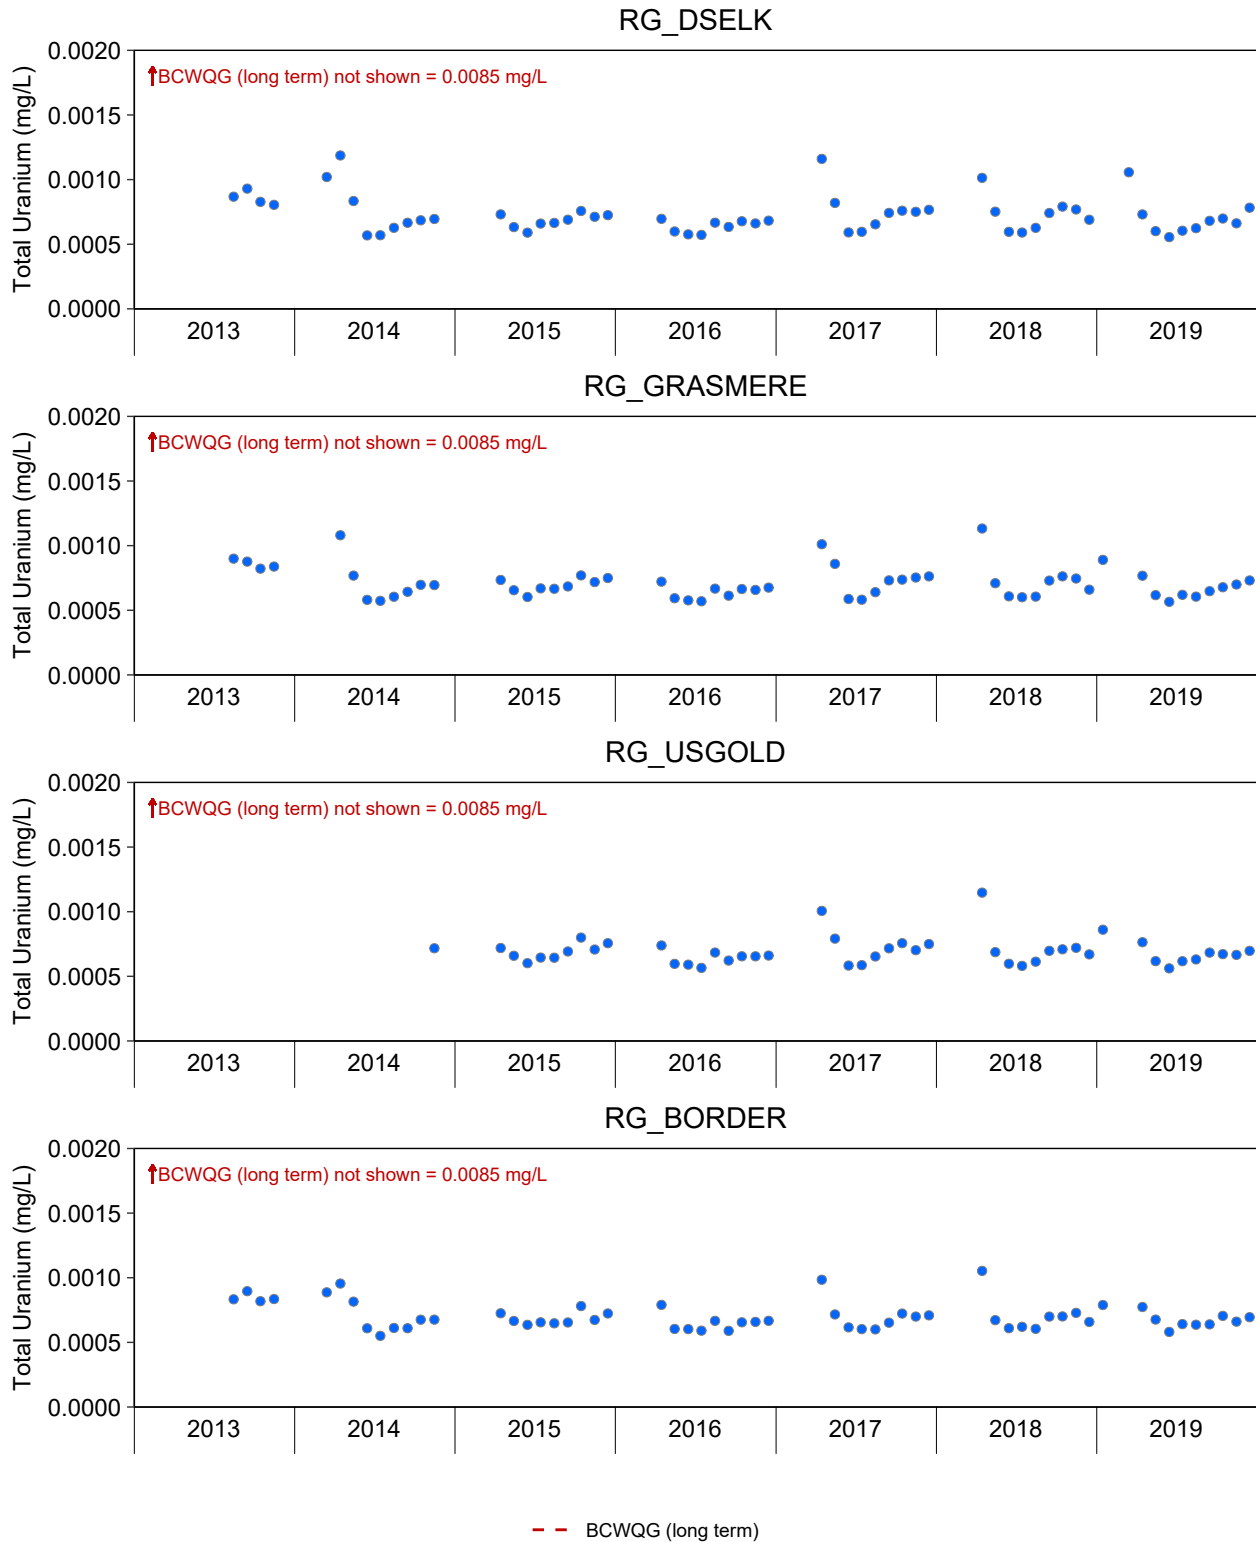 RG_DSELK
Total Uranium (mg/L)
0.0020
0.0015
0.0010
0.0005
0.0000
BCWQG (long term) not shown = 0.0085 mg/L
2013 2014 2015 2016 2017 2018 2019
RG_GRASMERE
Total Uranium (mg/L)
0.0020
0.0015
0.0010
0.0005
0.0000
BCWQG (long term) not shown = 0.0085 mg/L
2013 2014 2015 2016 2017 2018 2019
RG_USGOLD
Total Uranium (mg/L)
0.0020
0.0015
0.0010
0.0005
0.0000
BCWQG (long term) not shown = 0.0085 mg/L
2013 2014 2015 2016 2017 2018 2019
RG_BORDER
Total Uranium (mg/L)
0.0020
0.0015
0.0010
0.0005
0.0000
BCWQG (long term) not shown = 0.0085 mg/L
2013 2014 2015 2016 2017 2018 2019
BCWQG (long term)